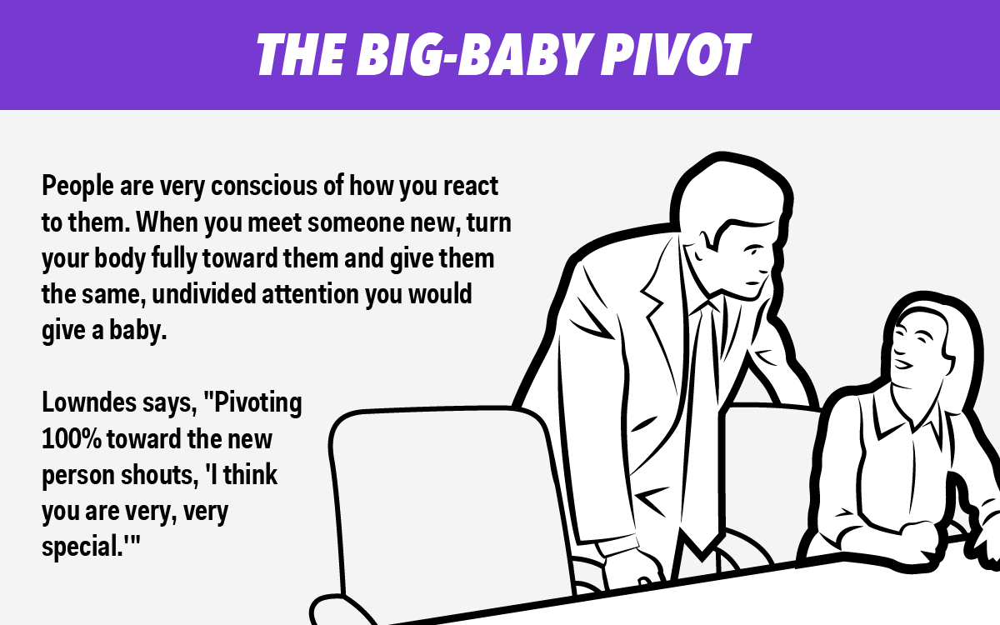 THE BIG-BABY PIVOT
People are very conscious of how you react
to them. When you meet someone new, turn
your body fully toward them and give them
the same, undivided attention you would
give a baby.
Lowndes says, "Pivoting
100% toward the new
person shouts, 'I think
you are very, very
special.'"